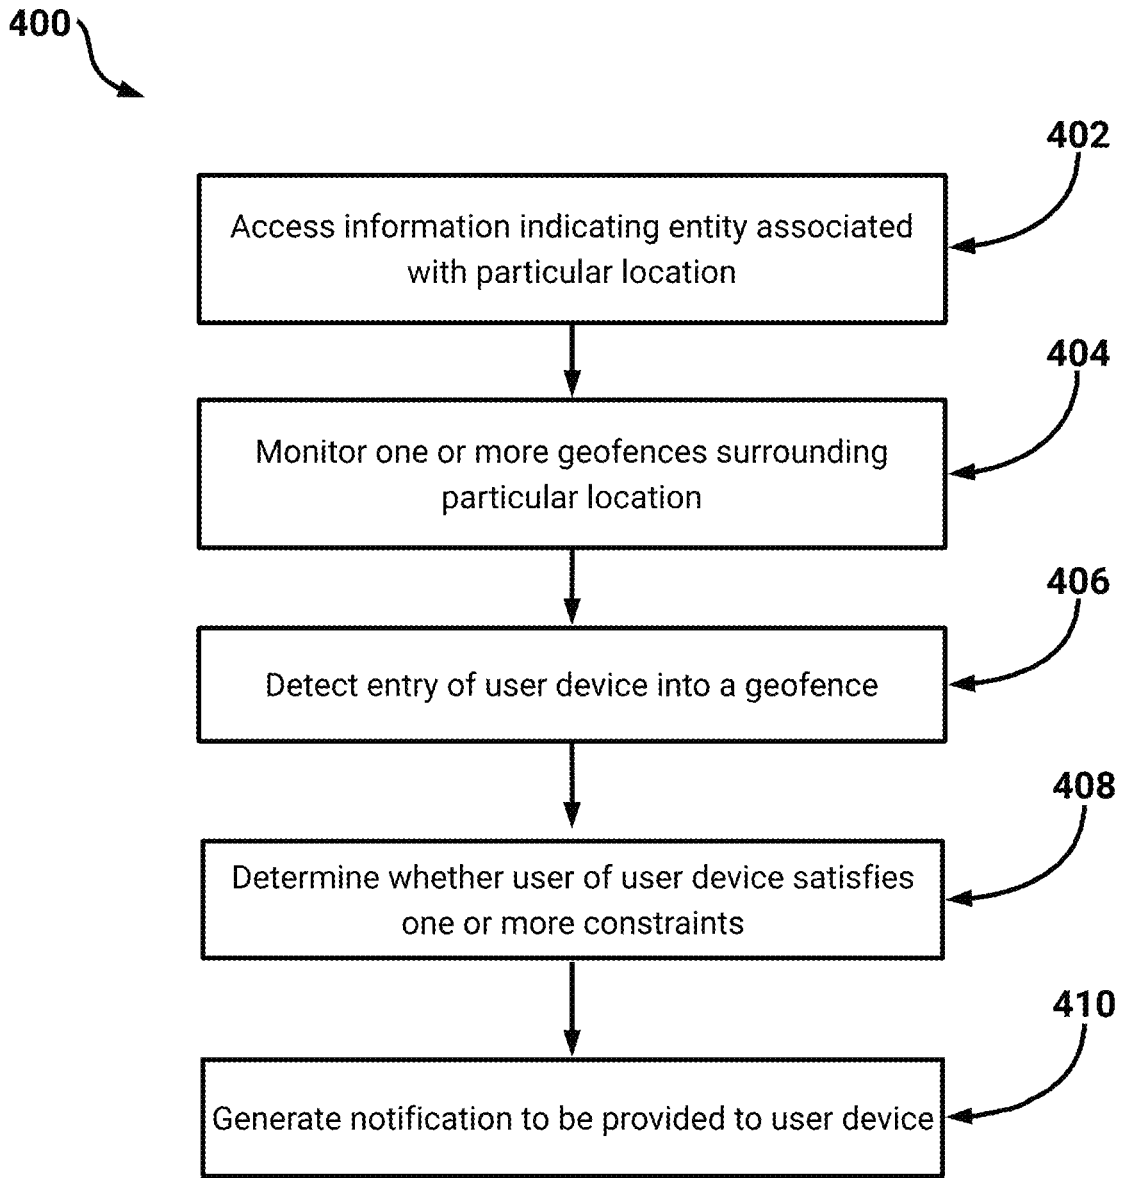 400
402
Access information indicating entity associated
with particular location
404
Monitor one or more geofences surrounding
particular location
406
Detect entry of user device into a geofence
408
Determine whether user of user device satisfies
one or more constraints
410
Generate notification to be provided to user device